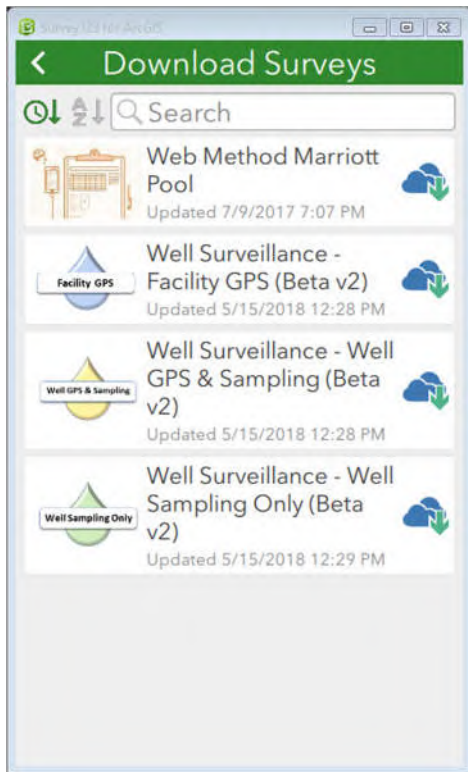 Survey123 for ArcGIS
Download Surveys
A
Z
Search
Web Method Marriott
Pool
Updated 7/9/2017 7:07 PM
Facility GPS
Well Surveillance -
Facility GPS (Beta v2)
Updated 5/15/2018 12:28 PM
Well GPS & Sampling
Well Surveillance - Well
GPS & Sampling (Beta
v2)
Updated 5/15/2018 12:28 PM
Well Sampling Only
Well Surveillance - Well
Sampling Only (Beta
v2)
Updated 5/15/2018 12:29 PM